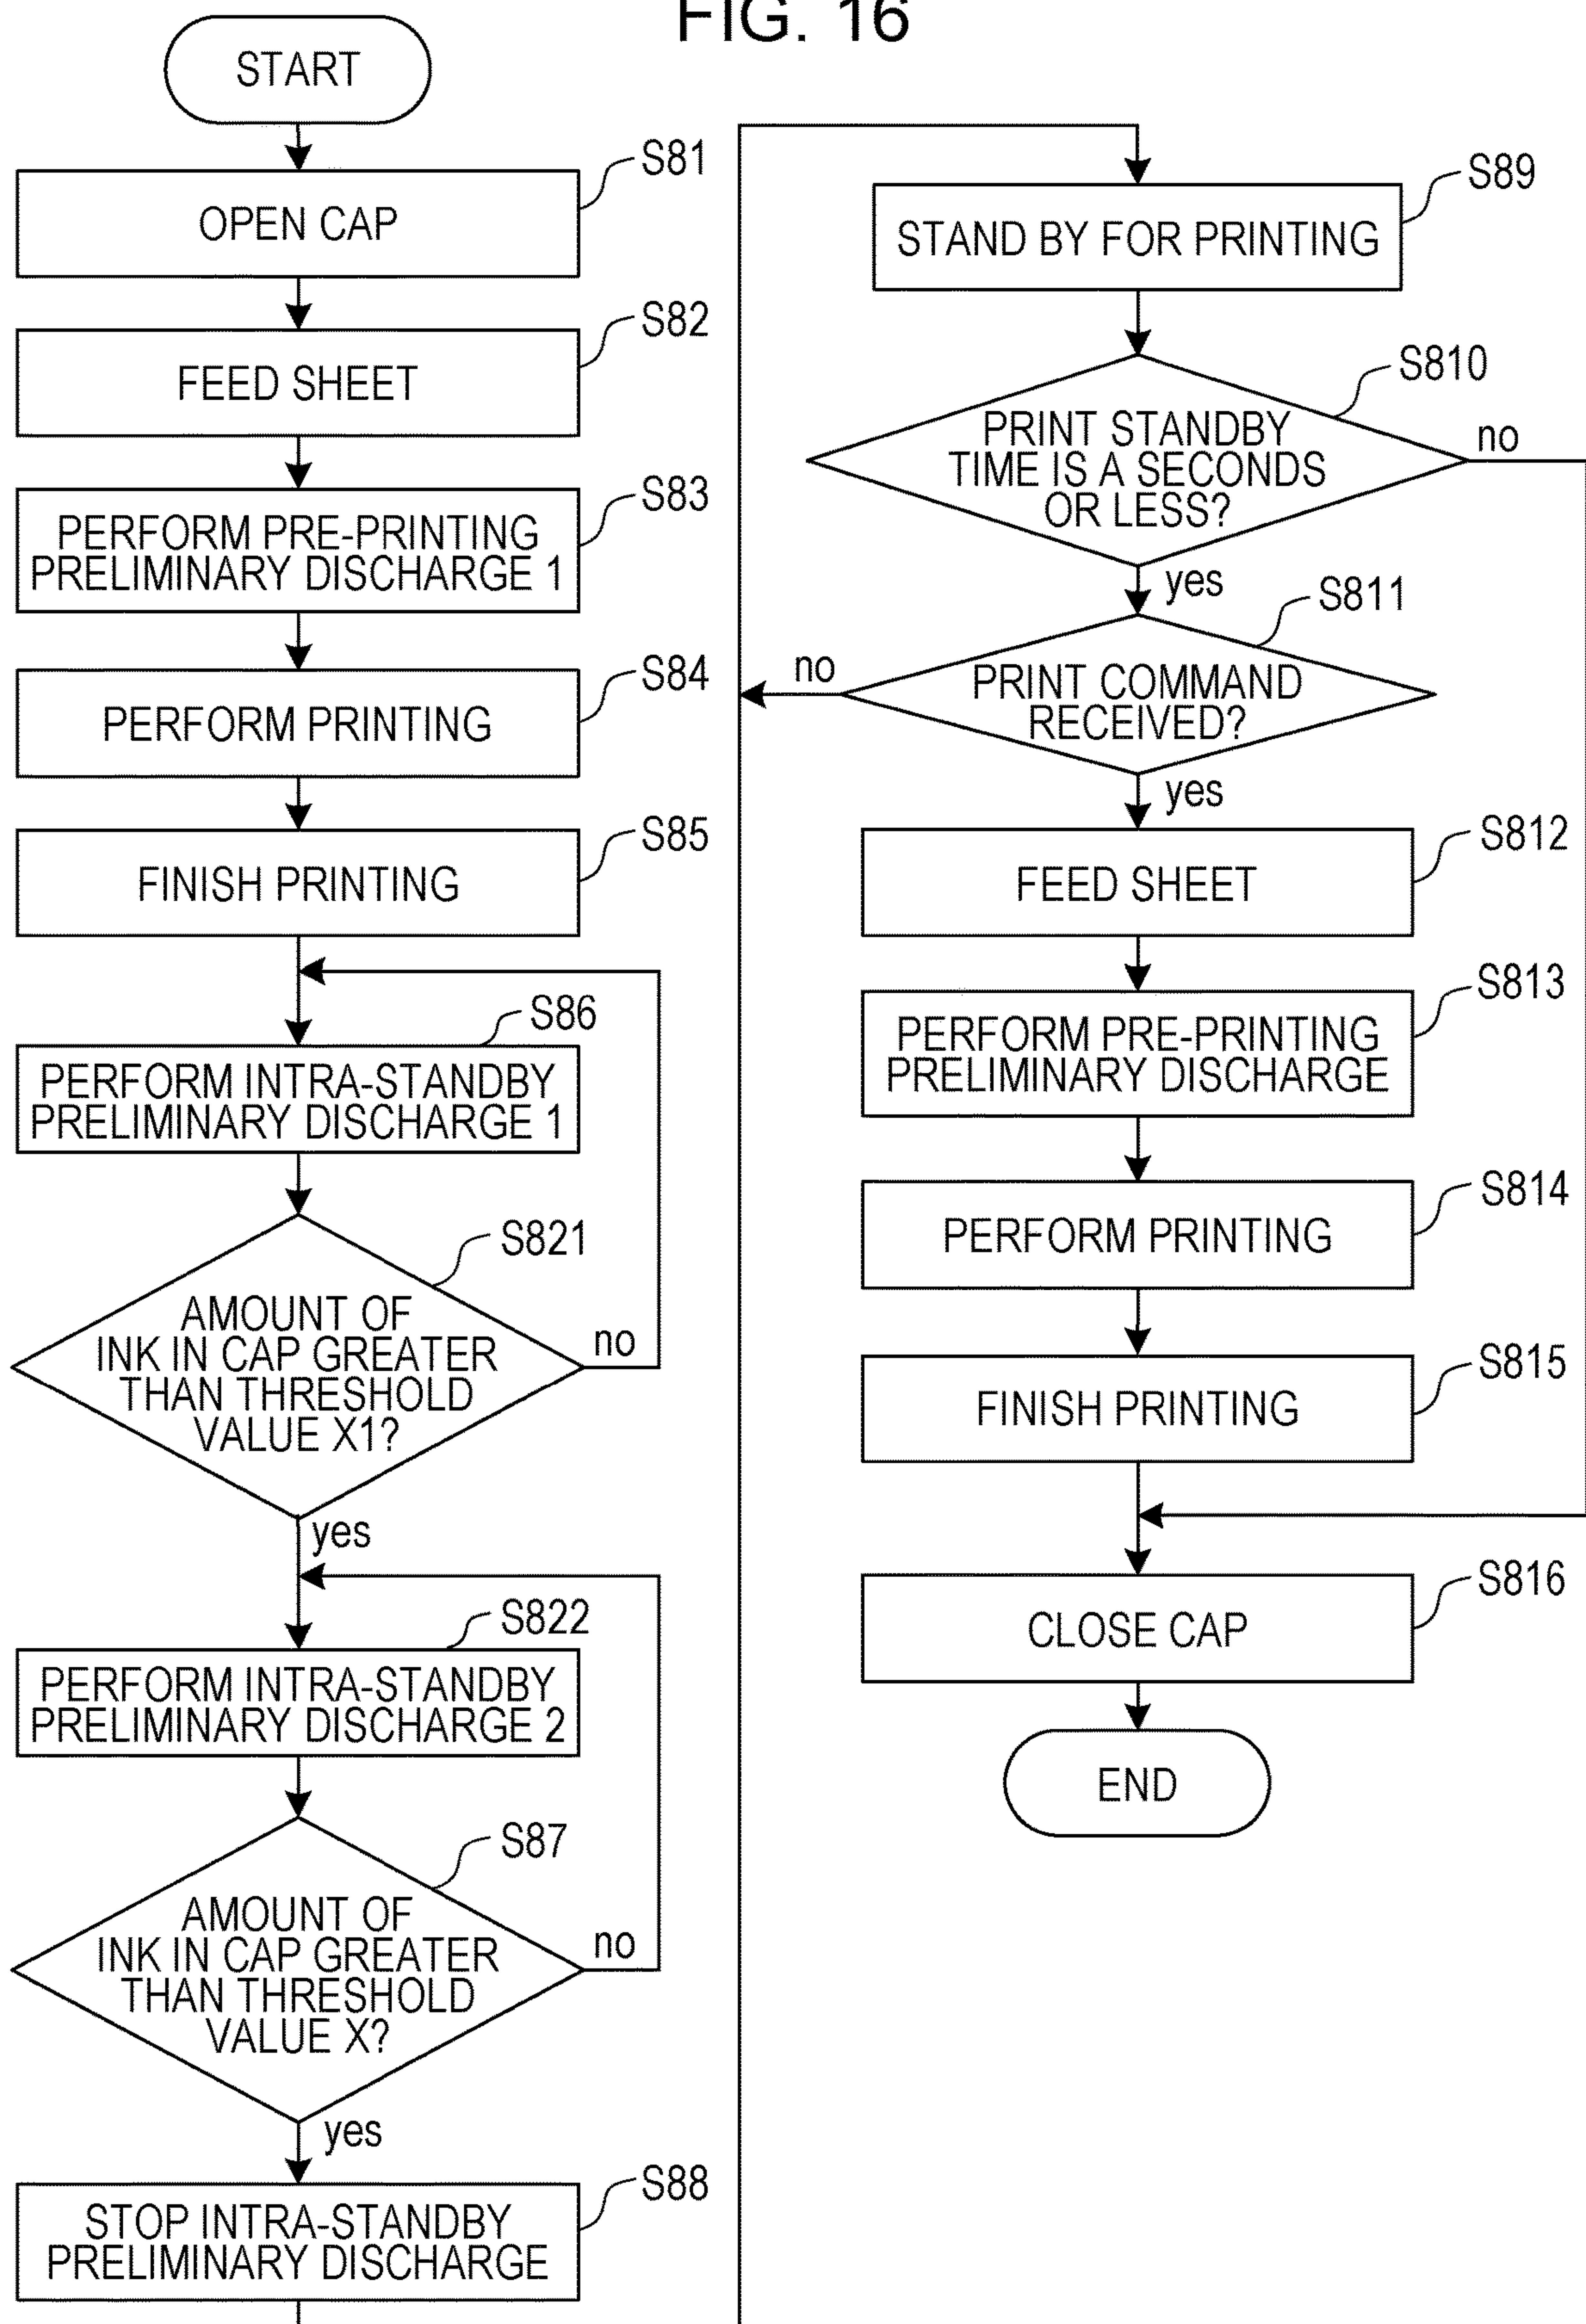 FIG. 16
START
S81
OPEN CAP
S82
FEED SHEET
S83
PERFORM PRE-PRINTING
PRELIMINARY DISCHARGE 1
S84
PERFORM PRINTING
S85
FINISH PRINTING
S86
PERFORM INTRA-STANDBY
PRELIMINARY DISCHARGE 1
S821
AMOUNT OF
INK IN CAP GREATER
THAN THRESHOLD
VALUE X1?
no
yes
S822
PERFORM INTRA-STANDBY
PRELIMINARY DISCHARGE 2
S87
AMOUNT OF
INK IN CAP GREATER
THAN THRESHOLD
VALUE X?
no
yes
S88
STOP INTRA-STANDBY
PRELIMINARY DISCHARGE
S89
STAND BY FOR PRINTING
S810
PRINT STANDBY
TIME IS A SECONDS
OR LESS?
no
yes
S811
PRINT COMMAND
RECEIVED?
no
yes
S812
FEED SHEET
S813
PERFORM PRE-PRINTING
PRELIMINARY DISCHARGE
S814
PERFORM PRINTING
S815
FINISH PRINTING
S816
CLOSE CAP
END